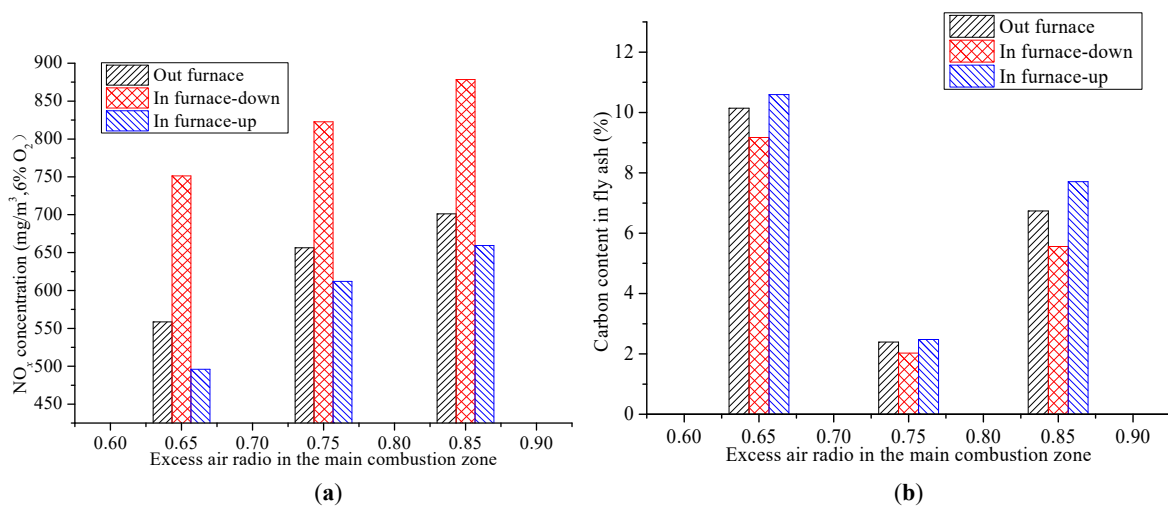 Out furnace
In furnace-down
In furnace-up
900
850
800
750
700
650
600
550
500
450
NOₓ concentration (mg/m³,6% O₂)
0.60 0.65 0.70 0.75 0.80 0.85 0.90
Excess air radio in the main combustion zone
(a)
Out furnace
In furnace-down
In furnace-up
12
10
8
6
4
2
0
Carbon content in fly ash (%)
0.60 0.65 0.70 0.75 0.80 0.85 0.90
Excess air radio in the main combustion zone
(b)